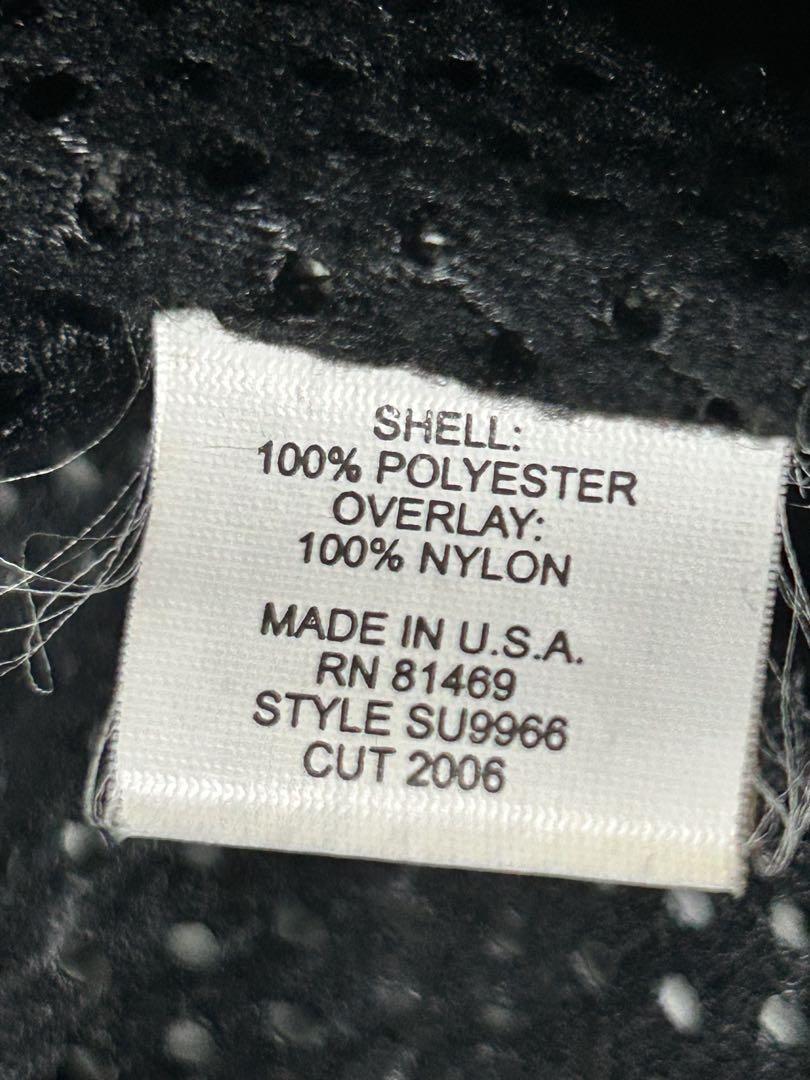 SHELL:
100% POLYESTER
OVERLAY:
100% NYLON
MADE IN U.S.A.
RN 81469
STYLE SU9966
CUT 2006